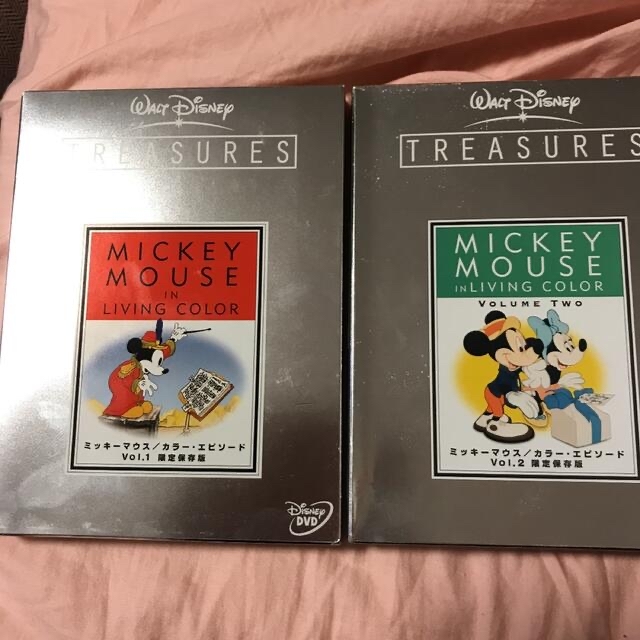 WALT DISNEY
TREASURES
MICKEY
MOUSE
IN
LIVING COLOR
ミッキーマウス/カラー・エピソード
Vol.1 限定保存版
DISNEY
DVD
WALT DISNEY
TREASURES
MICKEY
MOUSE
IN LIVING COLOR
VOLUME TWO
ミッキーマウス/カラー・エピソード
Vol.2 限定保存版